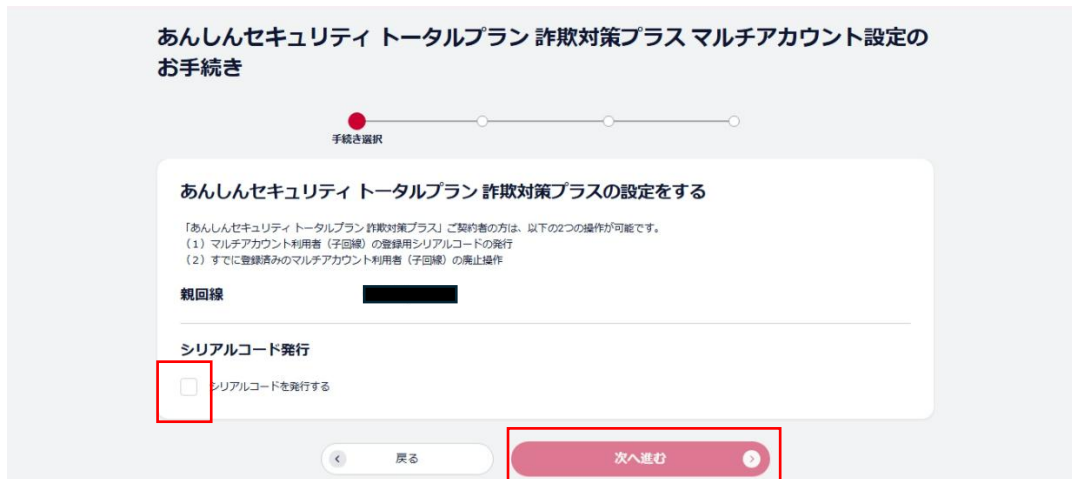 あんしんセキュリティ トータルプラン 詐欺対策プラス マルチアカウント設定の
お手続き
手続き選択
あんしんセキュリティ トータルプラン 詐欺対策プラスの設定をする
「あんしんセキュリティ トータルプラン 詐欺対策プラス」ご契約者の方は、以下の2つの操作が可能です。
（1）マルチアカウント利用者（子回線）の登録用シリアルコードの発行
（2）すでに登録済みのマルチアカウント利用者（子回線）の廃止操作
親回線
シリアルコード発行
シリアルコードを発行する
戻る
次へ進む